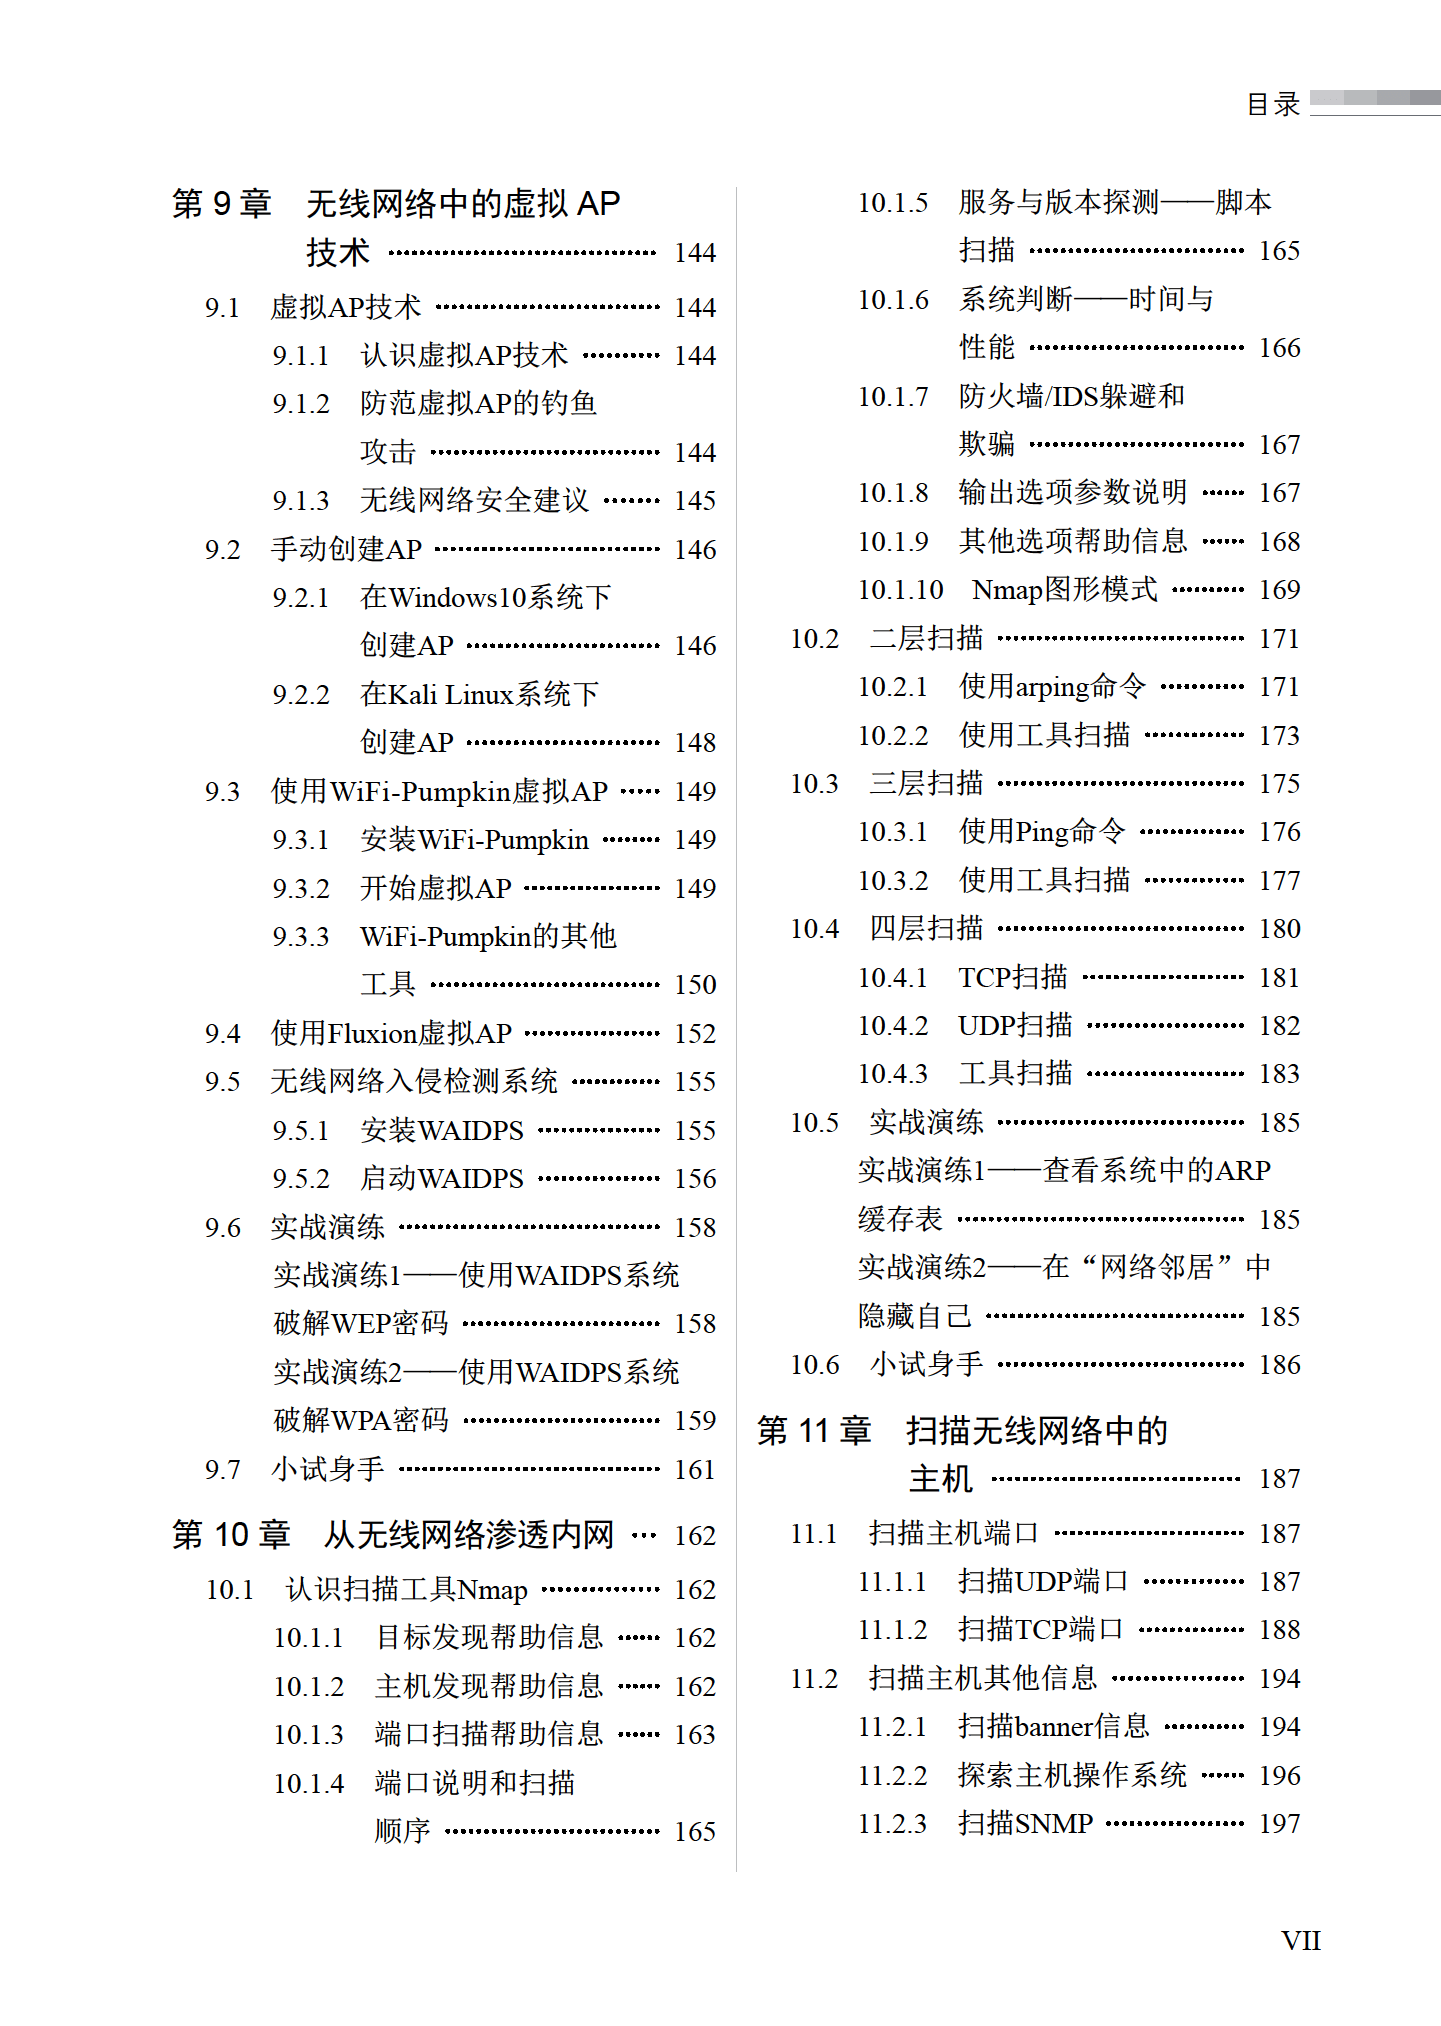 目录
第 9 章　无线网络中的虚拟 AP
技术 ………………………… 144
9.1　虚拟AP技术 …………………… 144
9.1.1　认识虚拟AP技术 ……… 144
9.1.2　防范虚拟AP的钓鱼
攻击 …………………… 144
9.1.3　无线网络安全建议 …… 145
9.2　手动创建AP …………………… 146
9.2.1　在Windows10系统下
创建AP ………………… 146
9.2.2　在Kali Linux系统下
创建AP ………………… 148
9.3　使用WiFi-Pumpkin虚拟AP …… 149
9.3.1　安装WiFi-Pumpkin …… 149
9.3.2　开始虚拟AP …………… 149
9.3.3　WiFi-Pumpkin的其他
工具 …………………… 150
9.4　使用Fluxion虚拟AP …………… 152
9.5　无线网络入侵检测系统 ……… 155
9.5.1　安装WAIDPS ………… 155
9.5.2　启动WAIDPS ………… 156
9.6　实战演练 ……………………… 158
实战演练1——使用WAIDPS系统
破解WEP密码 ………………… 158
实战演练2——使用WAIDPS系统
破解WPA密码 ………………… 159
9.7　小试身手 ……………………… 161
第 10 章　从无线网络渗透内网 … 162
10.1　认识扫描工具Nmap ………… 162
10.1.1　目标发现帮助信息 …… 162
10.1.2　主机发现帮助信息 …… 162
10.1.3　端口扫描帮助信息 …… 163
10.1.4　端口说明和扫描
顺序 …………………… 165
10.1.5　服务与版本探测——脚本
扫描 …………………… 165
10.1.6　系统判断——时间与
性能 …………………… 166
10.1.7　防火墙/IDS躲避和
欺骗 …………………… 167
10.1.8　输出选项参数说明 …… 167
10.1.9　其他选项帮助信息 …… 168
10.1.10　Nmap图形模式 ……… 169
10.2　二层扫描 ……………………… 171
10.2.1　使用arping命令 ……… 171
10.2.2　使用工具扫描 ………… 173
10.3　三层扫描 ……………………… 175
10.3.1　使用Ping命令 ………… 176
10.3.2　使用工具扫描 ………… 177
10.4　四层扫描 ……………………… 180
10.4.1　TCP扫描 ……………… 181
10.4.2　UDP扫描 ……………… 182
10.4.3　工具扫描 ……………… 183
10.5　实战演练 ……………………… 185
实战演练1——查看系统中的ARP
缓存表 ………………………… 185
实战演练2——在“网络邻居”中
隐藏自己 ……………………… 185
10.6　小试身手 ……………………… 186
第 11 章　扫描无线网络中的
主机 ……………………… 187
11.1　扫描主机端口 ………………… 187
11.1.1　扫描UDP端口 ………… 187
11.1.2　扫描TCP端口 ………… 188
11.2　扫描主机其他信息 …………… 194
11.2.1　扫描banner信息 ……… 194
11.2.2　探索主机操作系统 …… 196
11.2.3　扫描SNMP …………… 197
VII